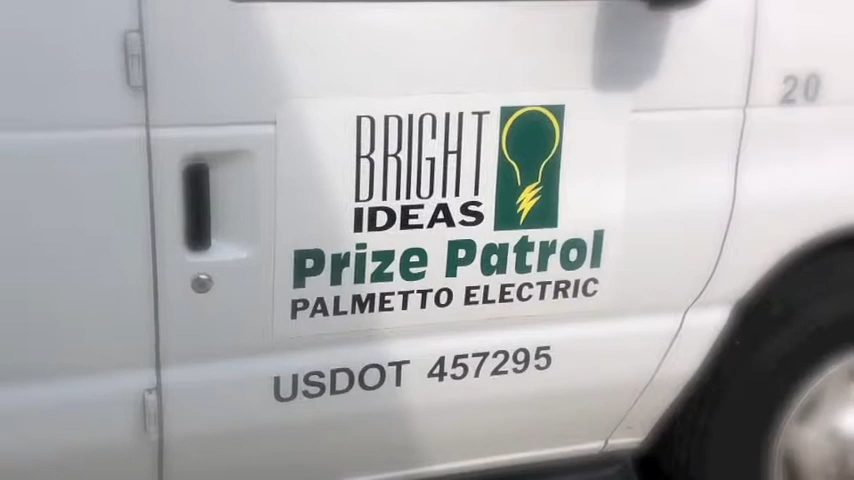 BRIGHT
IDEAS
Prize Patrol
PALMETTO ELECTRIC
USDOT 457295
20